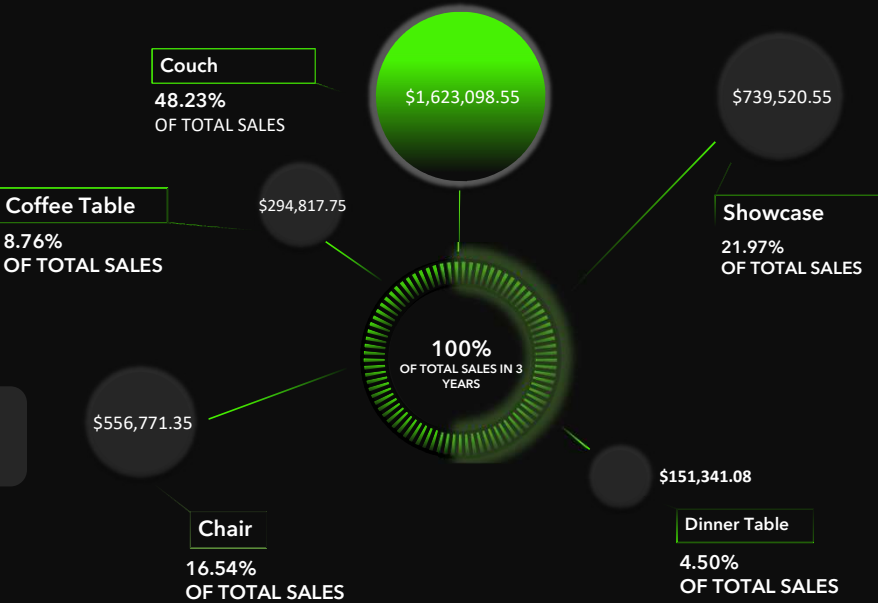 Couch
48.23%
OF TOTAL SALES
$1,623,098.55
$739,520.55
Showcase
21.97%
OF TOTAL SALES
Coffee Table
8.76%
OF TOTAL SALES
$294,817.75
100%
OF TOTAL SALES IN 3
YEARS
$556,771.35
Chair
16.54%
OF TOTAL SALES
$151,341.08
Dinner Table
4.50%
OF TOTAL SALES